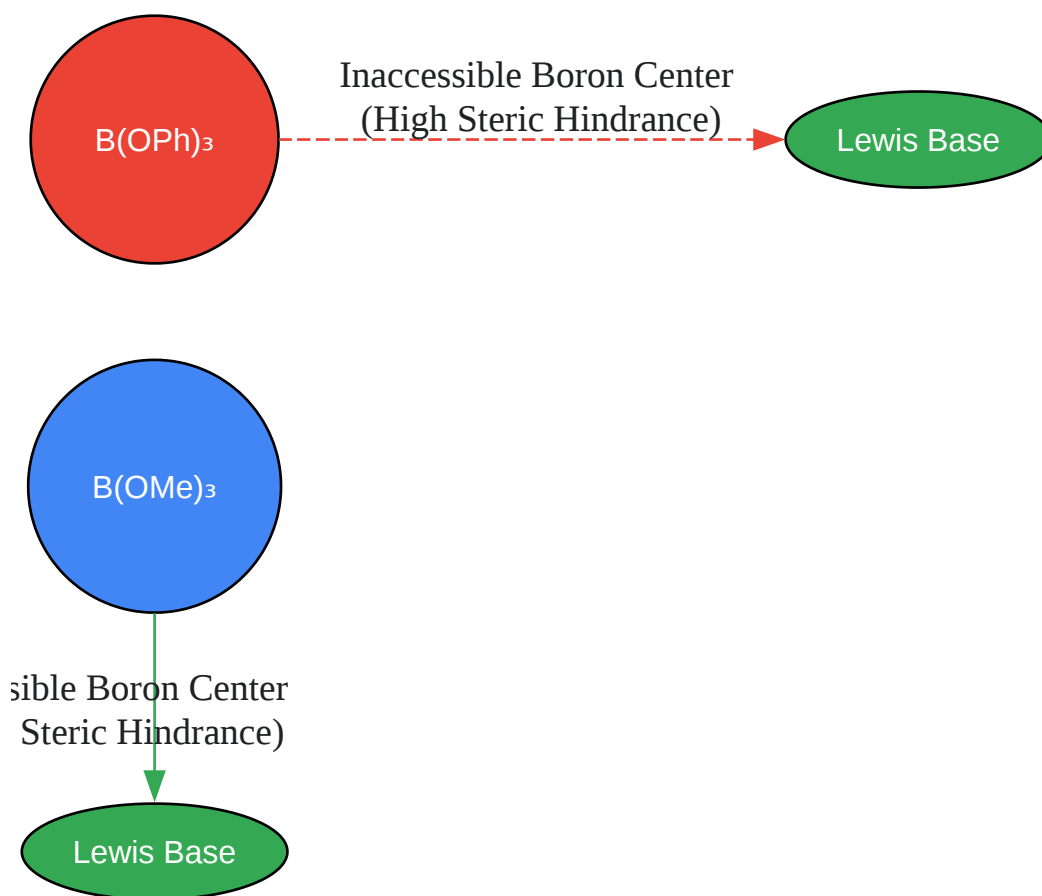 B(OPh)₃
Inaccessible Boron Center
(High Steric Hindrance)
Lewis Base
B(OMe)₃
Boron Center
Steric Hindrance)
Lewis Base